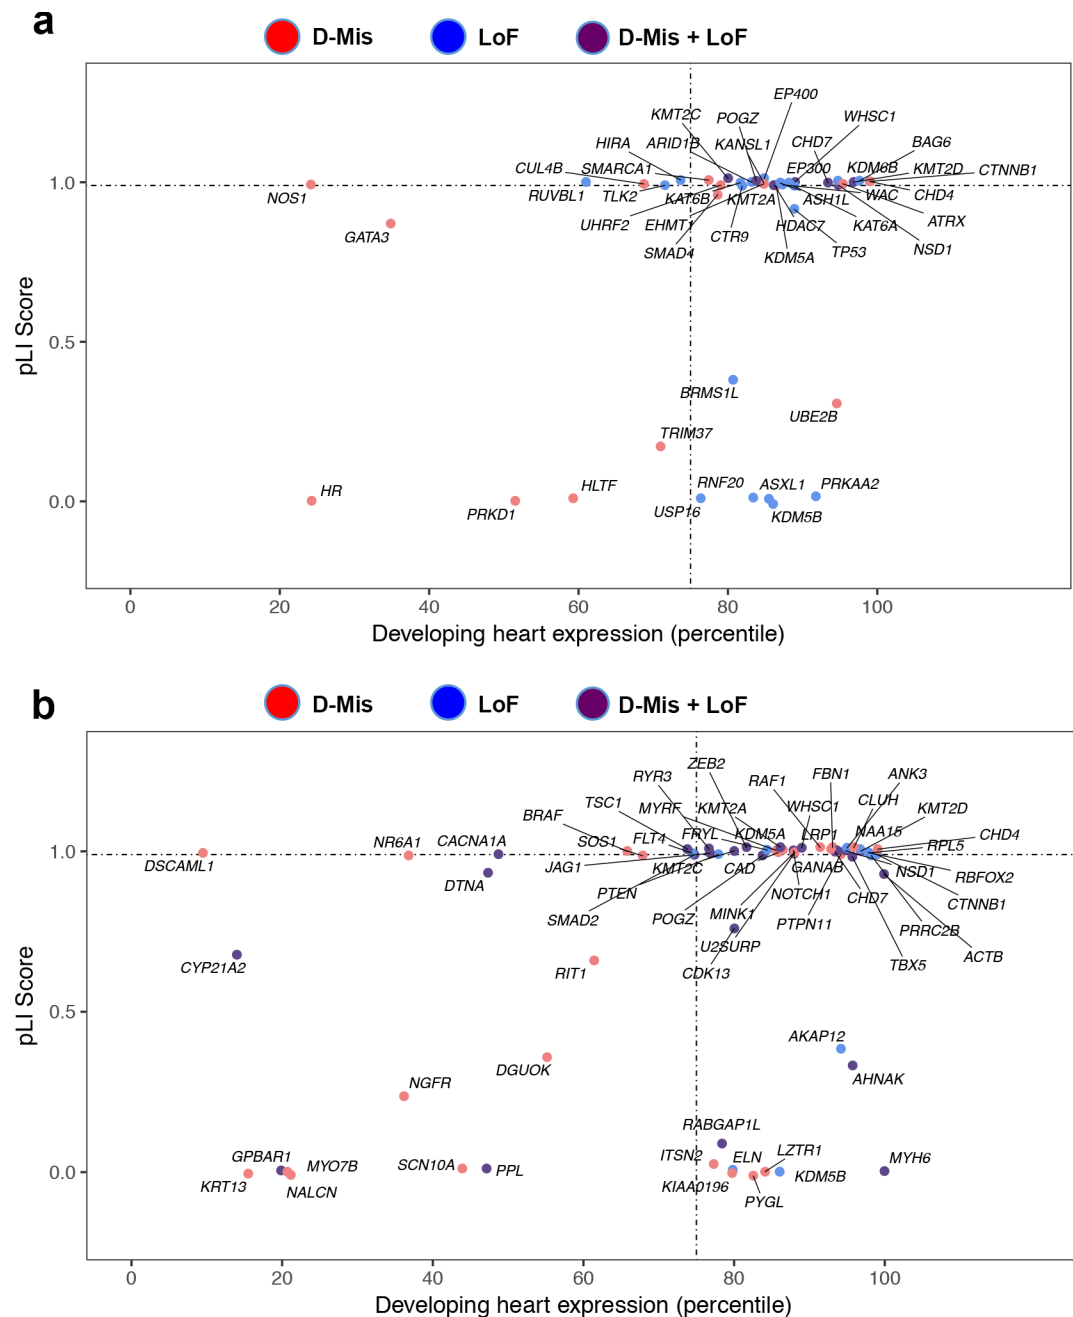 a
D-Mis LoF D-Mis + LoF
EP400
KMT2C POGZ WHSC1
HIRA ARID1B KANSL1 CHD7 BAG6
CUL4B SMARCA1 EP300 KDM6B KMT2D CTNNB1
1.0
NOS1 RUVBL1 TLK2 KAT6B KMT2A ASH1L WAC CHD4
UHRF2 EHMT1 CTR9 HDAC7 KAT6A ATRX
GATA3 SMAD4 KDM5A TP53 NSD1
pLI Score
0.5
BRMS1L
UBE2B
TRIM37
HR HLTF RNF20 ASXL1 PRKAA2
0.0
PRKD1 USP16 KDM5B
0 20 40 60 80 100
Developing heart expression (percentile)
b
D-Mis LoF D-Mis + LoF
RYR3 ZEB2 RAF1 FBN1 ANK3
TSC1 MYRF KMT2A WHSC1 CLUH KMT2D
BRAF SOS1 FLT4 FRYL KDM5A LRP1 NAA15 CHD4
NR6A1 CACNA1A RPL5
1.0
DSCAML1 JAG1 KMT2C CAD GANAB NSD1 RBFOX2
DTNA PTEN NOTCH1 CHD7 CTNNB1
SMAD2 POGZ MINK1 PTPN11 PRRC2B
U2SURP ACTB
CYP21A2 RIT1 CDK13 TBX5
pLI Score
0.5
AKAP12
DGUOK AHNAK
NGFR
RABGAP1L
GPBAR1 MYO7B SCN10A PPL ITSN2 ELN LZTR1 MYH6
0.0
KRT13 NALCN KIAA0196 KDM5B
PYGL
0 20 40 60 80 100
Developing heart expression (percentile)